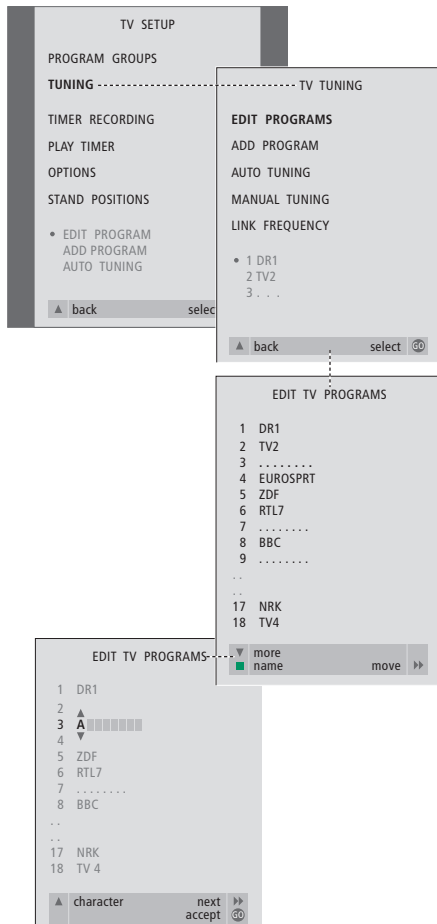 TV SETUP
PROGRAM GROUPS
TUNING
TIMER RECORDING
PLAY TIMER
OPTIONS
STAND POSITIONS
• EDIT PROGRAM
ADD PROGRAM
AUTO TUNING
▲ back selec
TV TUNING
EDIT PROGRAMS
ADD PROGRAM
AUTO TUNING
MANUAL TUNING
LINK FREQUENCY
• 1 DR1
2 TV2
3 . . .
▲ back select GO
EDIT TV PROGRAMS
1 DR1
2 TV2
3 . . . . . . . .
4 EUROSPRT
5 ZDF
6 RTL7
7 . . . . . . . .
8 BBC
9 . . . . . . . .
. .
. .
17 NRK
18 TV4
▼ more
name move ▶▶
EDIT TV PROGRAMS
1 DR1
2
3 A
4
5 ZDF
6 RTL7
7 . . . . . . . .
8 BBC
. .
. .
17 NRK
18 TV 4
▲ character next ▶▶
accept GO